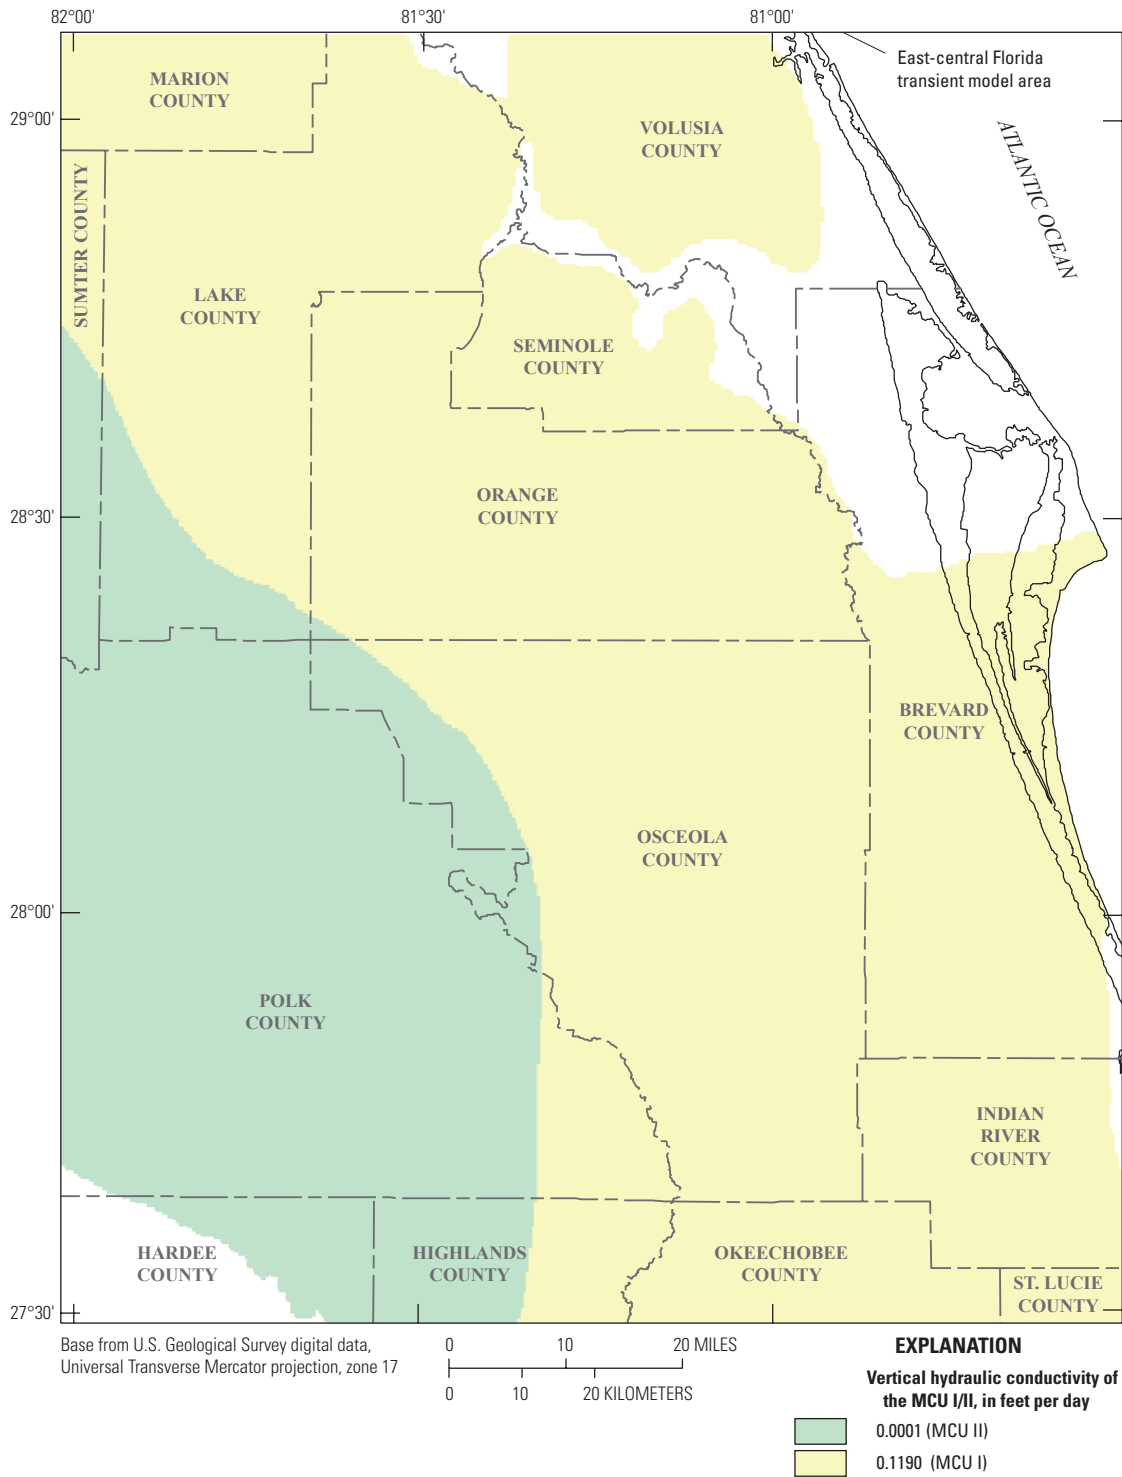 82°00'
81°30'
81°00'
East-central Florida
transient model area
MARION
COUNTY
29°00'
VOLUSIA
COUNTY
ATLANTIC OCEAN
SUMTER COUNTY
LAKE
COUNTY
SEMINOLE
COUNTY
ORANGE
COUNTY
28°30'
BREVARD
COUNTY
OSCEOLA
COUNTY
28°00'
POLK
COUNTY
INDIAN
RIVER
COUNTY
HARDEE
COUNTY
HIGHLANDS
COUNTY
OKEECHOBEE
COUNTY
ST. LUCIE
COUNTY
27°30'
Base from U.S. Geological Survey digital data,
Universal Transverse Mercator projection, zone 17
0 10 20 MILES
0 10 20 KILOMETERS
EXPLANATION
Vertical hydraulic conductivity of
the MCU I/II, in feet per day
0.0001 (MCU II)
0.1190 (MCU I)